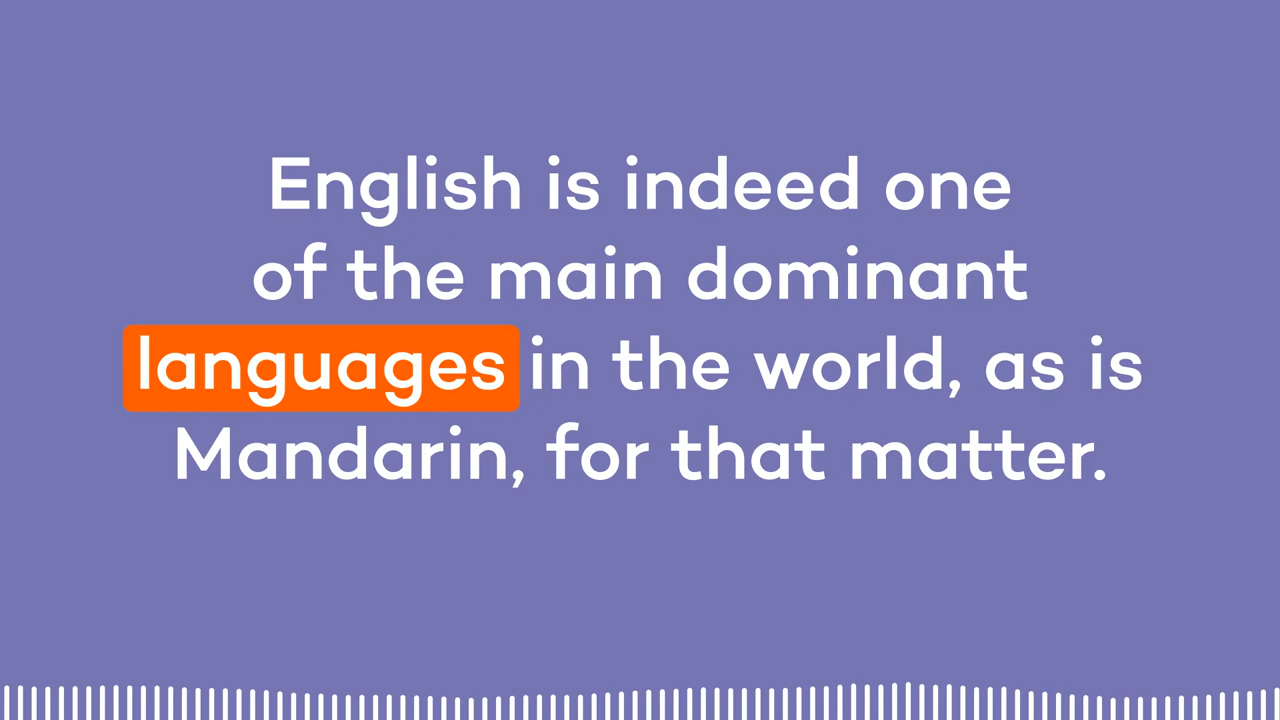 English is indeed one
of the main dominant
languages in the world, as is
Mandarin, for that matter.